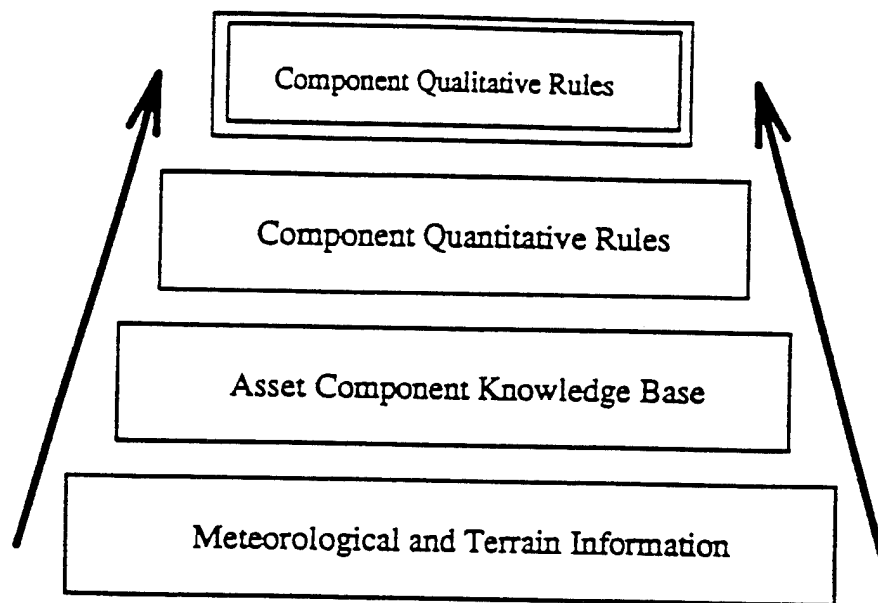 Component Qualitative Rules
Component Quantitative Rules
Asset Component Knowledge Base
Meteorological and Terrain Information